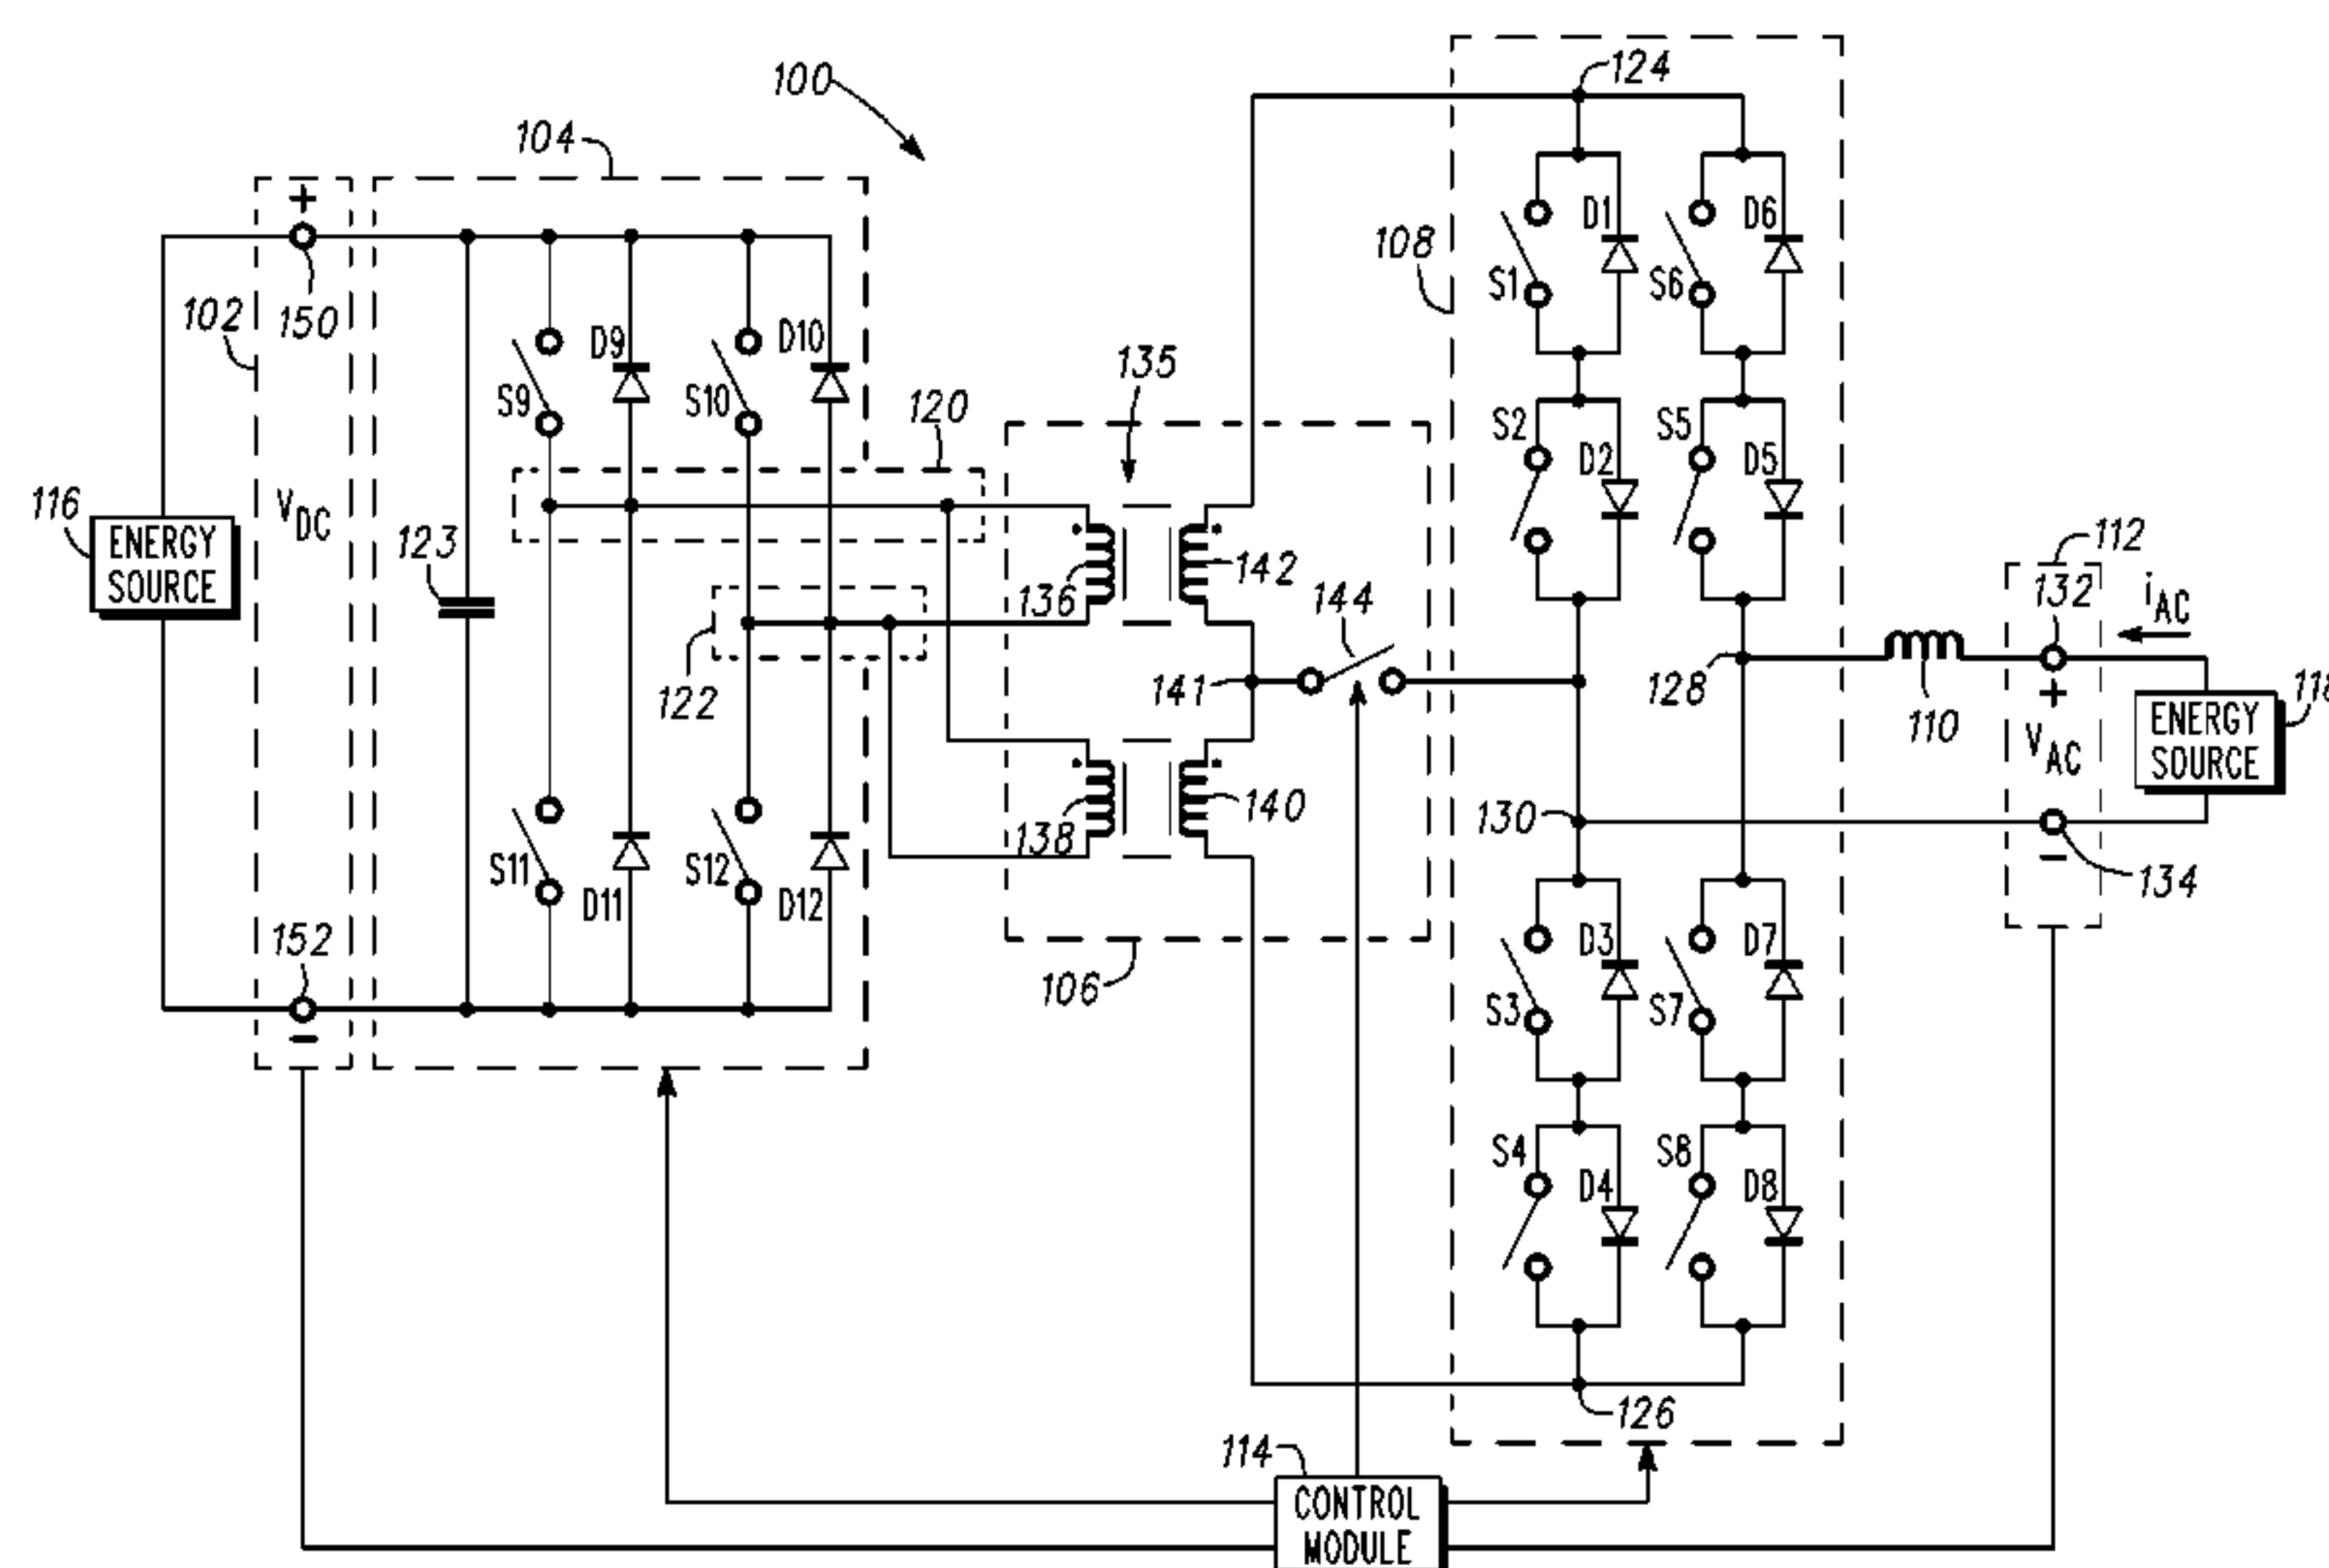 100
124
104
+
D1
D6
108
S1
S6
102
150
D9
D10
135
S9
S10
120
S2
D2
S5
D5
116
ENERGY
SOURCE
VDC
123
136
142
144
112
132
iAC
122
141
128
110
+
VAC
118
ENERGY
SOURCE
138
140
130
134
−
S11
D11
S12
D12
152
−
106
D3
D7
S3
S7
S4
D4
S8
D8
126
114
CONTROL
MODULE